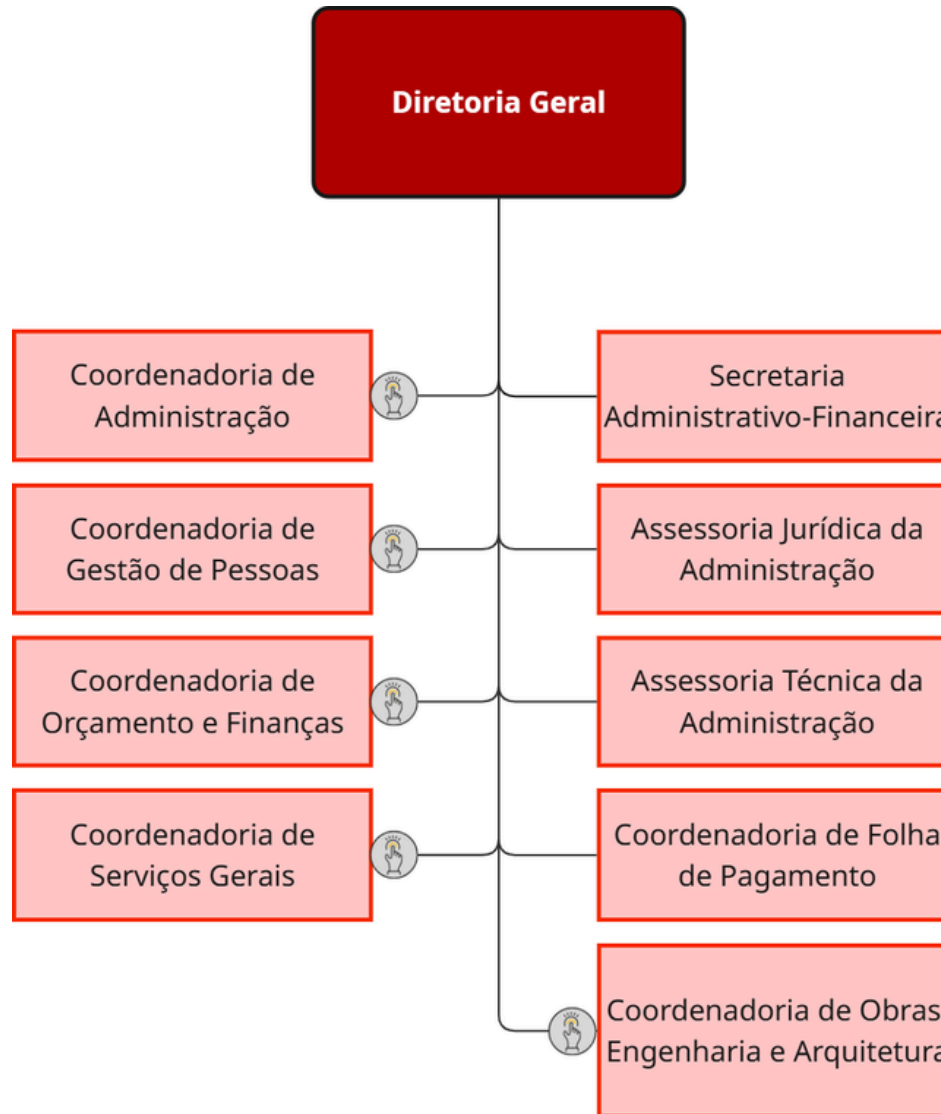 Diretoria Geral
Coordenadoria de
Administração
Secretaria
Administrativo-Financeira
Coordenadoria de
Gestão de Pessoas
Assessoria Jurídica da
Administração
Coordenadoria de
Orçamento e Finanças
Assessoria Técnica da
Administração
Coordenadoria de
Serviços Gerais
Coordenadoria de Folha
de Pagamento
Coordenadoria de Obras
Engenharia e Arquitetura